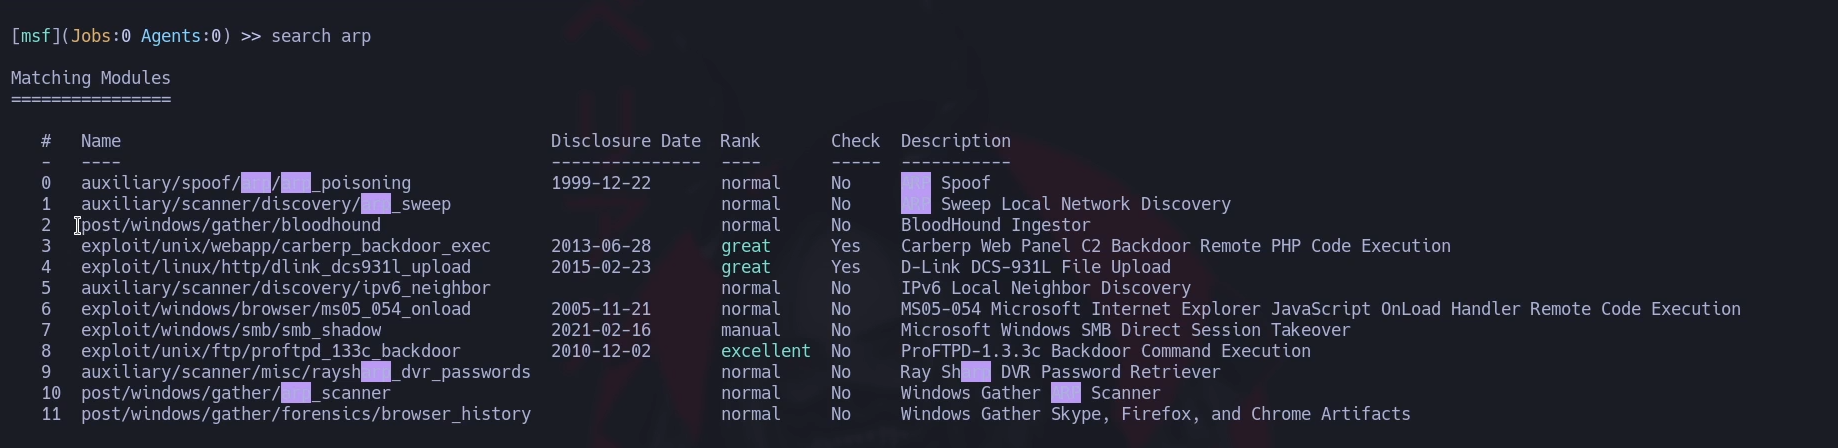 [msf](Jobs:0 Agents:0) >> search arp
Matching Modules
================
#   Name                                           Disclosure Date  Rank       Check  Description
-   ----                                           ---------------  ----       -----  -----------
0   auxiliary/spoof/arp/arp_poisoning              1999-12-22       normal     No     ARP Spoof
1   auxiliary/scanner/discovery/arp_sweep                           normal     No     ARP Sweep Local Network Discovery
2   post/windows/gather/bloodhound                                  normal     No     BloodHound Ingestor
3   exploit/unix/webapp/carberp_backdoor_exec      2013-06-28       great      Yes    Carberp Web Panel C2 Backdoor Remote PHP Code Execution
4   exploit/linux/http/dlink_dcs931l_upload        2015-02-23       great      Yes    D-Link DCS-931L File Upload
5   auxiliary/scanner/discovery/ipv6_neighbor                       normal     No     IPv6 Local Neighbor Discovery
6   exploit/windows/browser/ms05_054_onload        2005-11-21       normal     No     MS05-054 Microsoft Internet Explorer JavaScript OnLoad Handler Remote Code Execution
7   exploit/windows/smb/smb_shadow                 2021-02-16       manual     No     Microsoft Windows SMB Direct Session Takeover
8   exploit/unix/ftp/proftpd_133c_backdoor         2010-12-02       excellent  No     ProFTPD-1.3.3c Backdoor Command Execution
9   auxiliary/scanner/misc/raysharp_dvr_passwords                   normal     No     Ray Sharp DVR Password Retriever
10  post/windows/gather/arp_scanner                                 normal     No     Windows Gather ARP Scanner
11  post/windows/gather/forensics/browser_history                   normal     No     Windows Gather Skype, Firefox, and Chrome Artifacts